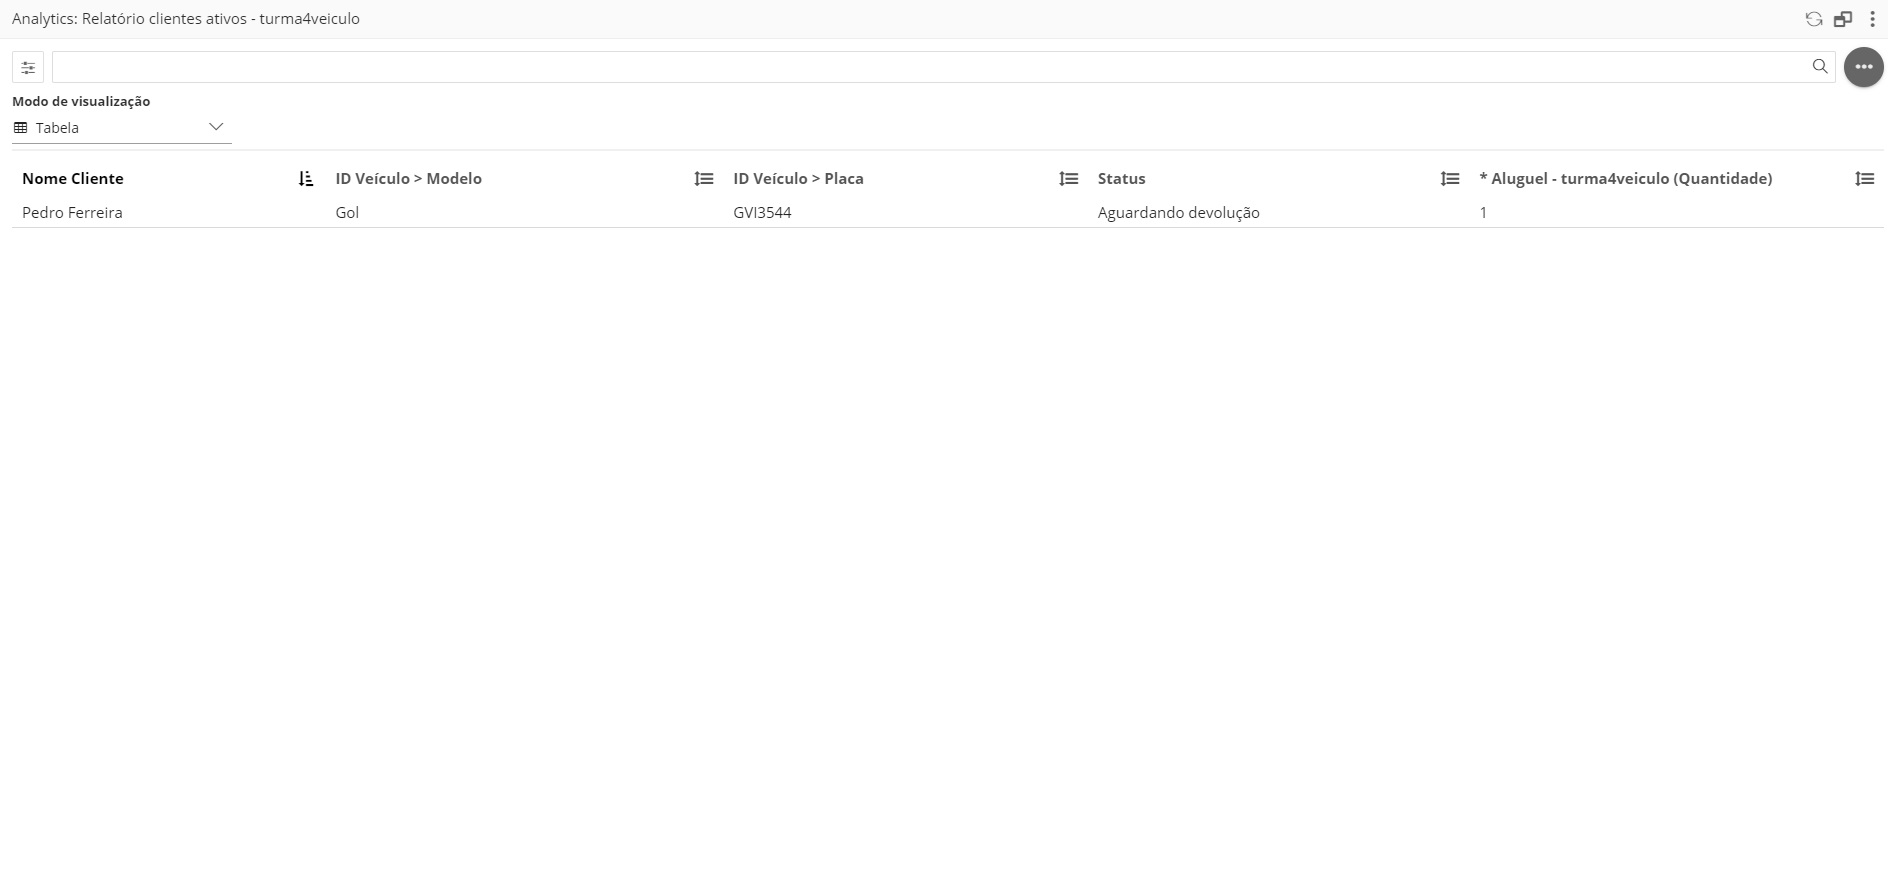 Analytics: Relatório clientes ativos - turma4veiculo
Modo de visualização
Tabela
Nome Cliente ID Veículo > Modelo ID Veículo > Placa Status * Aluguel - turma4veiculo (Quantidade)
Pedro Ferreira Gol GVI3544 Aguardando devolução 1